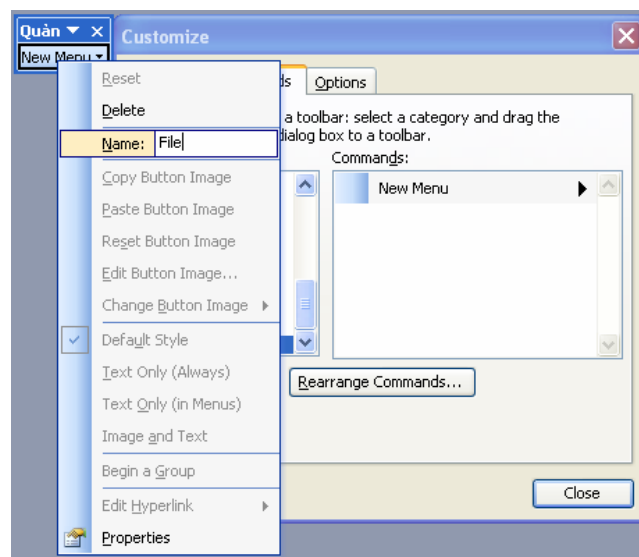 Quản
Customize
New Menu
Reset
Delete
Name: File
Copy Button Image
Paste Button Image
Reset Button Image
Edit Button Image...
Change Button Image
Default Style
Text Only (Always)
Text Only (in Menus)
Image and Text
Begin a Group
Edit Hyperlink
Properties
ds
Options
a toolbar: select a category and drag the
dialog box to a toolbar.
Commands:
New Menu
Rearrange Commands...
Close